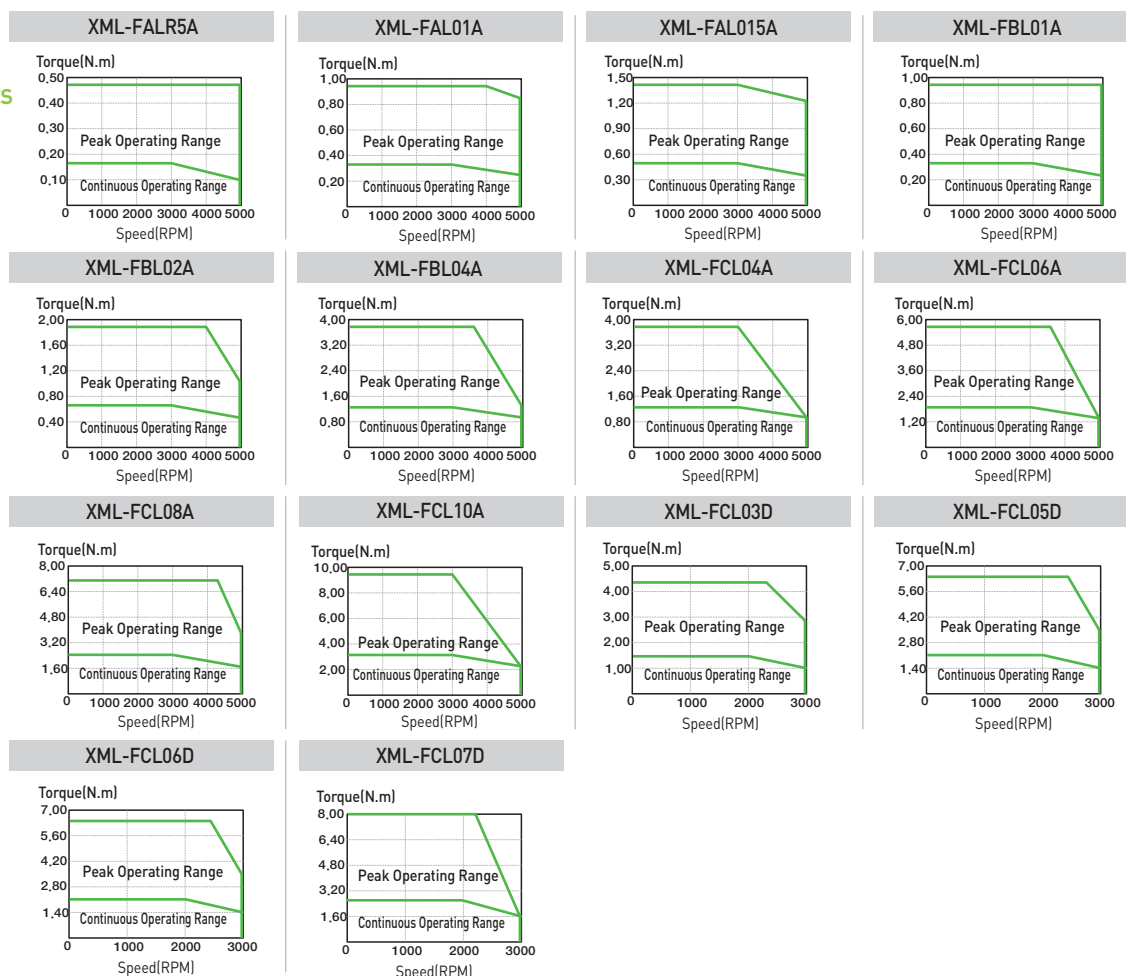 s
XML-FALR5A
Torque(N.m)
0,50
0,40
0,30
0,20
0,10
Peak Operating Range
Continuous Operating Range
0 1000 2000 3000 4000 5000
Speed(RPM)
XML-FAL01A
Torque(N.m)
1,00
0,80
0,60
0,40
0,20
Peak Operating Range
Continuous Operating Range
0 1000 2000 3000 4000 5000
Speed(RPM)
XML-FAL015A
Torque(N.m)
1,50
1,20
0,90
0,60
0,30
Peak Operating Range
Continuous Operating Range
0 1000 2000 3000 4000 5000
Speed(RPM)
XML-FBL01A
Torque(N.m)
1,00
0,80
0,60
0,40
0,20
Peak Operating Range
Continuous Operating Range
0 1000 2000 3000 4000 5000
Speed(RPM)
XML-FBL02A
Torque(N.m)
2,00
1,60
1,20
0,80
0,40
Peak Operating Range
Continuous Operating Range
0 1000 2000 3000 4000 5000
Speed(RPM)
XML-FBL04A
Torque(N.m)
4,00
3,20
2,40
1,60
0,80
Peak Operating Range
Continuous Operating Range
0 1000 2000 3000 4000 5000
Speed(RPM)
XML-FCL04A
Torque(N.m)
4,00
3,20
2,40
1,60
0,80
Peak Operating Range
Continuous Operating Range
0 1000 2000 3000 4000 5000
Speed(RPM)
XML-FCL06A
Torque(N.m)
6,00
4,80
3,60
2,40
1,20
Peak Operating Range
Continuous Operating Range
0 1000 2000 3000 4000 5000
Speed(RPM)
XML-FCL08A
Torque(N.m)
8,00
6,40
4,80
3,20
1,60
Peak Operating Range
Continuous Operating Range
0 1000 2000 3000 4000 5000
Speed(RPM)
XML-FCL10A
Torque(N.m)
10,00
8,00
6,00
4,00
2,00
Peak Operating Range
Continuous Operating Range
0 1000 2000 3000 4000 5000
Speed(RPM)
XML-FCL03D
Torque(N.m)
5,00
4,00
3,00
2,00
1,00
Peak Operating Range
Continuous Operating Range
0 1000 2000 3000
Speed(RPM)
XML-FCL05D
Torque(N.m)
7,00
5,60
4,20
2,80
1,40
Peak Operating Range
Continuous Operating Range
0 1000 2000 3000
Speed(RPM)
XML-FCL06D
Torque(N.m)
7,00
5,60
4,20
2,80
1,40
Peak Operating Range
Continuous Operating Range
0 1000 2000 3000
Speed(RPM)
XML-FCL07D
Torque(N.m)
8,00
6,40
4,80
3,20
1,60
Peak Operating Range
Continuous Operating Range
0 1000 2000 3000
Speed(RPM)